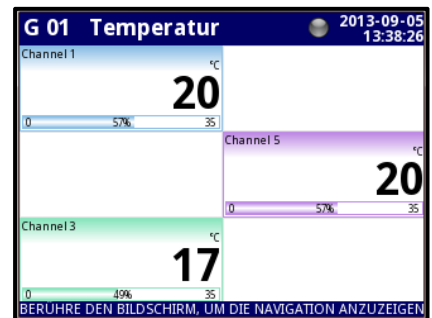 G 01 Temperatur
2013-09-05
13:38:26
Channel 1
°C
20
0 57% 35
Channel 5
°C
20
0 57% 35
Channel 3
°C
17
0 49% 35
BERÜHRE DEN BILDSCHIRM, UM DIE NAVIGATION ANZUZEIGEN